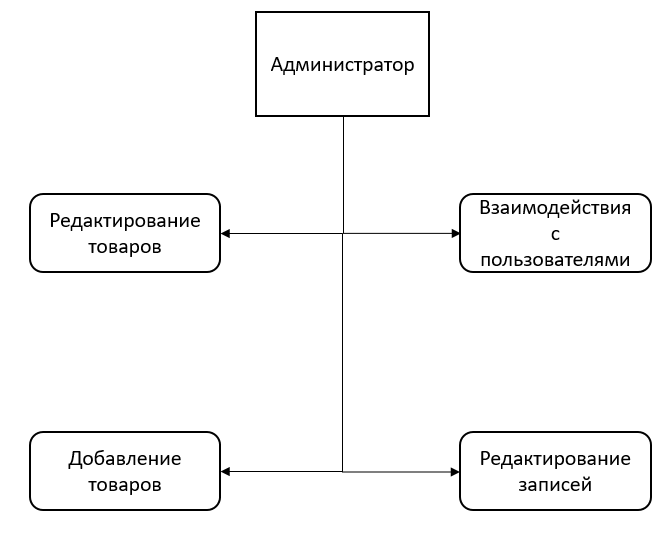 Администратор
Редактирование
товаров
Взаимодействия
с
пользователями
Добавление
товаров
Редактирование
записей